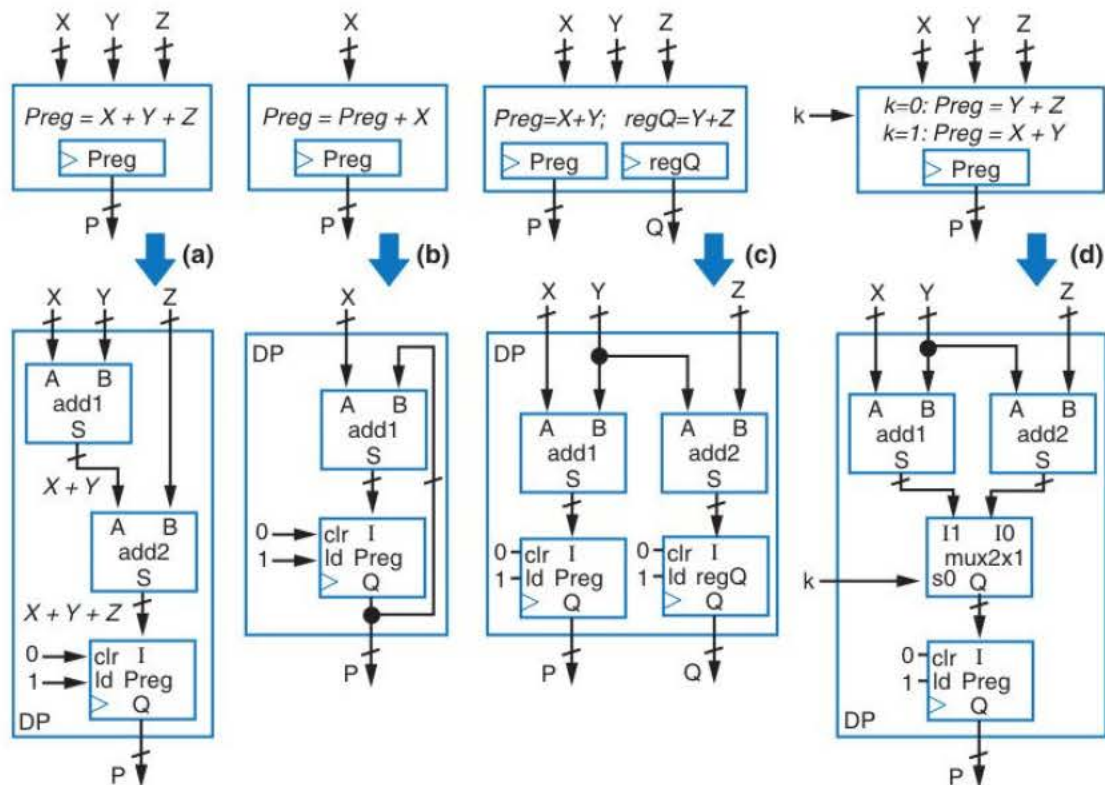 X Y Z
Preg = X + Y + Z
Preg
P
(a)
X Y Z
A B
add1
S
X + Y
A B
add2
S
X + Y + Z
0 clr I
1 ld Preg
Q
DP
P
X
Preg = Preg + X
Preg
P
(b)
X
DP
A B
add1
S
0 clr I
1 ld Preg
Q
P
X Y Z
Preg=X+Y; regQ=Y+Z
Preg regQ
P Q
(c)
X Y Z
DP
A B A B
add1 add2
S S
0 clr I 0 clr I
1 ld Preg 1 ld regQ
Q Q
P Q
X Y Z
k k=0: Preg = Y + Z
k=1: Preg = X + Y
Preg
P
(d)
X Y Z
A B A B
add1 add2
S S
I1 I0
mux2x1
k s0 Q
0 clr I
1 ld Preg
Q
DP
P